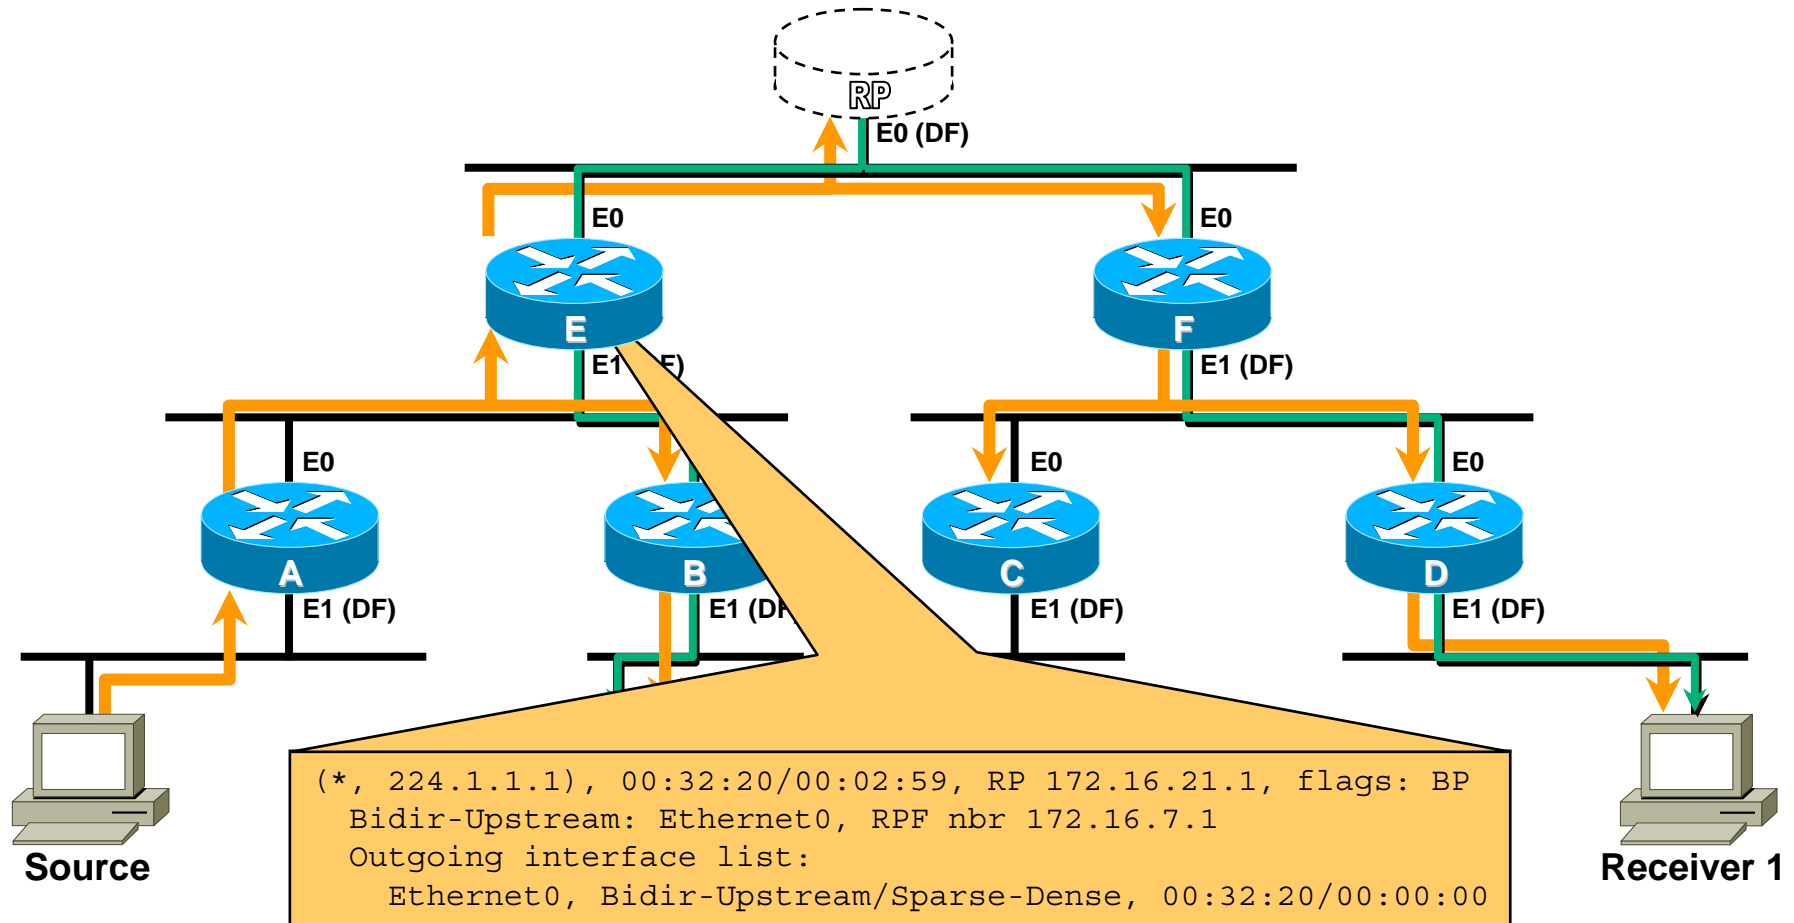 RP
E0 (DF)
E0
E0
E
F
E1
E1 (DF)
E0
E0
E0
A
B
C
D
E1 (DF)
E1 (DF)
E1 (DF)
(*, 224.1.1.1), 00:32:20/00:02:59, RP 172.16.21.1, flags: BP
Bidir-Upstream: Ethernet0, RPF nbr 172.16.7.1
Outgoing interface list:
Ethernet0, Bidir-Upstream/Sparse-Dense, 00:32:20/00:00:00
Source
Receiver 1